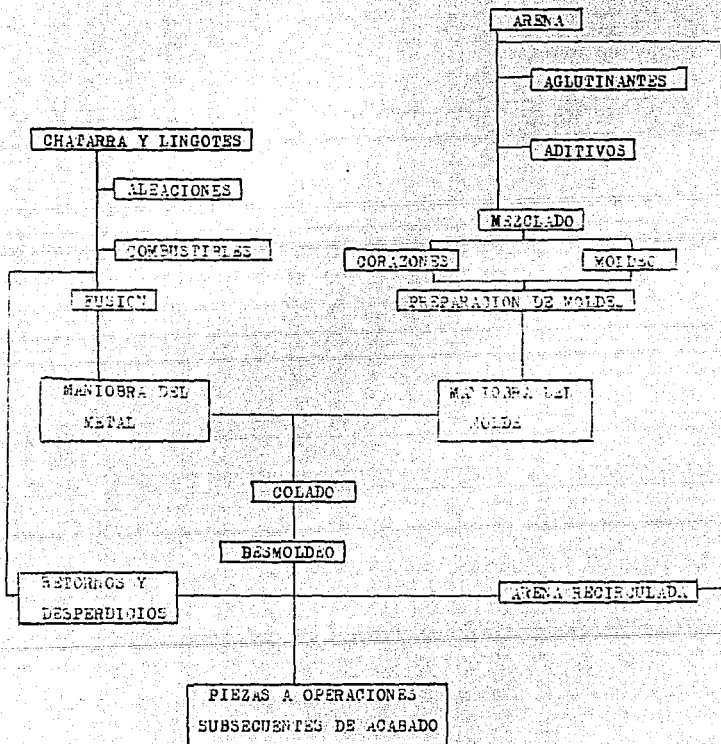 ARENA
AGLUTINANTES
CHATARRA Y LINGOTES
ADITIVOS
ALEACIONES
MEZCLADO
COMBUSTIBLES
CORAZONES
MOLDEO
FUSION
PREPARACION DE MOLDE
MANIOBRA DEL
METAL
MANIOBRA DEL
MOLDE
COLADO
DESMOLDEO
RETORNOS Y
DESPERDICIOS
ARENA RECIRCULADA
PIEZAS A OPERACIONES
SUBSECUENTES DE ACABADO